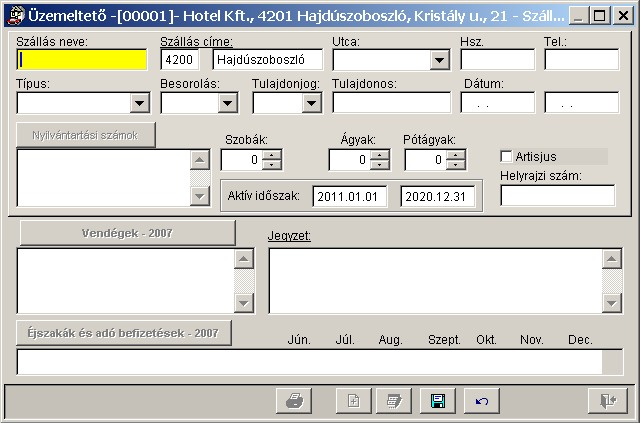 Üzemeltető -[00001]- Hotel Kft., 4201 Hajdúszoboszló, Kristály u., 21 - Száll...
Szállás neve: Szállás címe: Utca: Hsz. Tel.:
4200 Hajdúszoboszló
Típus: Besorolás: Tulajdonjog: Tulajdonos: Dátum:
. . . .
Nyilvántartási számok Szobák: Ágyak: Pótágyak:
0 0 0 Artisjus
Helyrajzi szám:
Aktív időszak: 2011.01.01 2020.12.31
Vendégek - 2007 Jegyzet:
Éjszakák és adó befizetések - 2007 Jún. Júl. Aug. Szept. Okt. Nov. Dec.